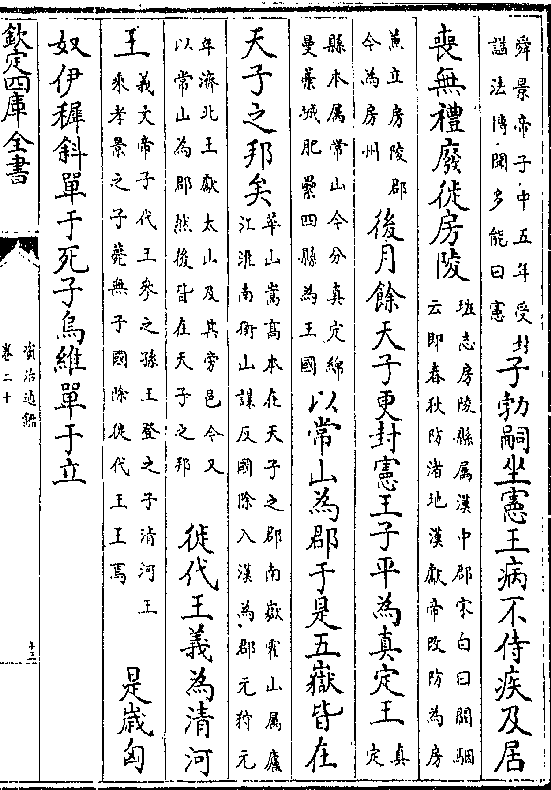 舜景帝子中五年受封
諡法博聞多能曰憲
子勃嗣坐憲王病不侍疾及居
喪無禮廢徙房陵
班志房陵縣属漢中郡宋白曰闞駰
云即春秋防渚地漢獻帝改防為房
兼立房陵郡
今為房州
後月餘天子更封憲王子平為真定王
真
定
縣本属常山今分真定綿
曼藁城肥纍四縣為王國
以常山為郡于是五嶽皆在
天子之邦矣
華山嵩高本在天子之郡南嶽霍山属廬
江淮南衡山謀反國除入漢為郡元狩元
年濟北王獻太山及其旁邑今又
以常山為郡然後皆在天子之邦
徙代王義為清河
王
義文帝子代王參之孫王登之子清河王
乘孝景之子薨無子國除徙代王王焉
是歲匈
奴伊穉斜單于死子烏維單于立
欽定四庫全書
資治通鑑
卷二十
十三